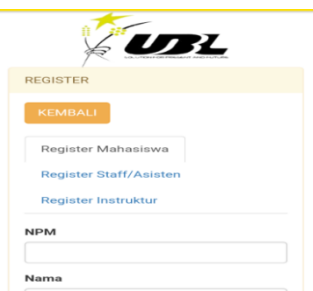 UBL
REGISTER
KEMBALI
Register Mahasiswa
Register Staff/Asisten
Register Instruktur
NPM
Nama